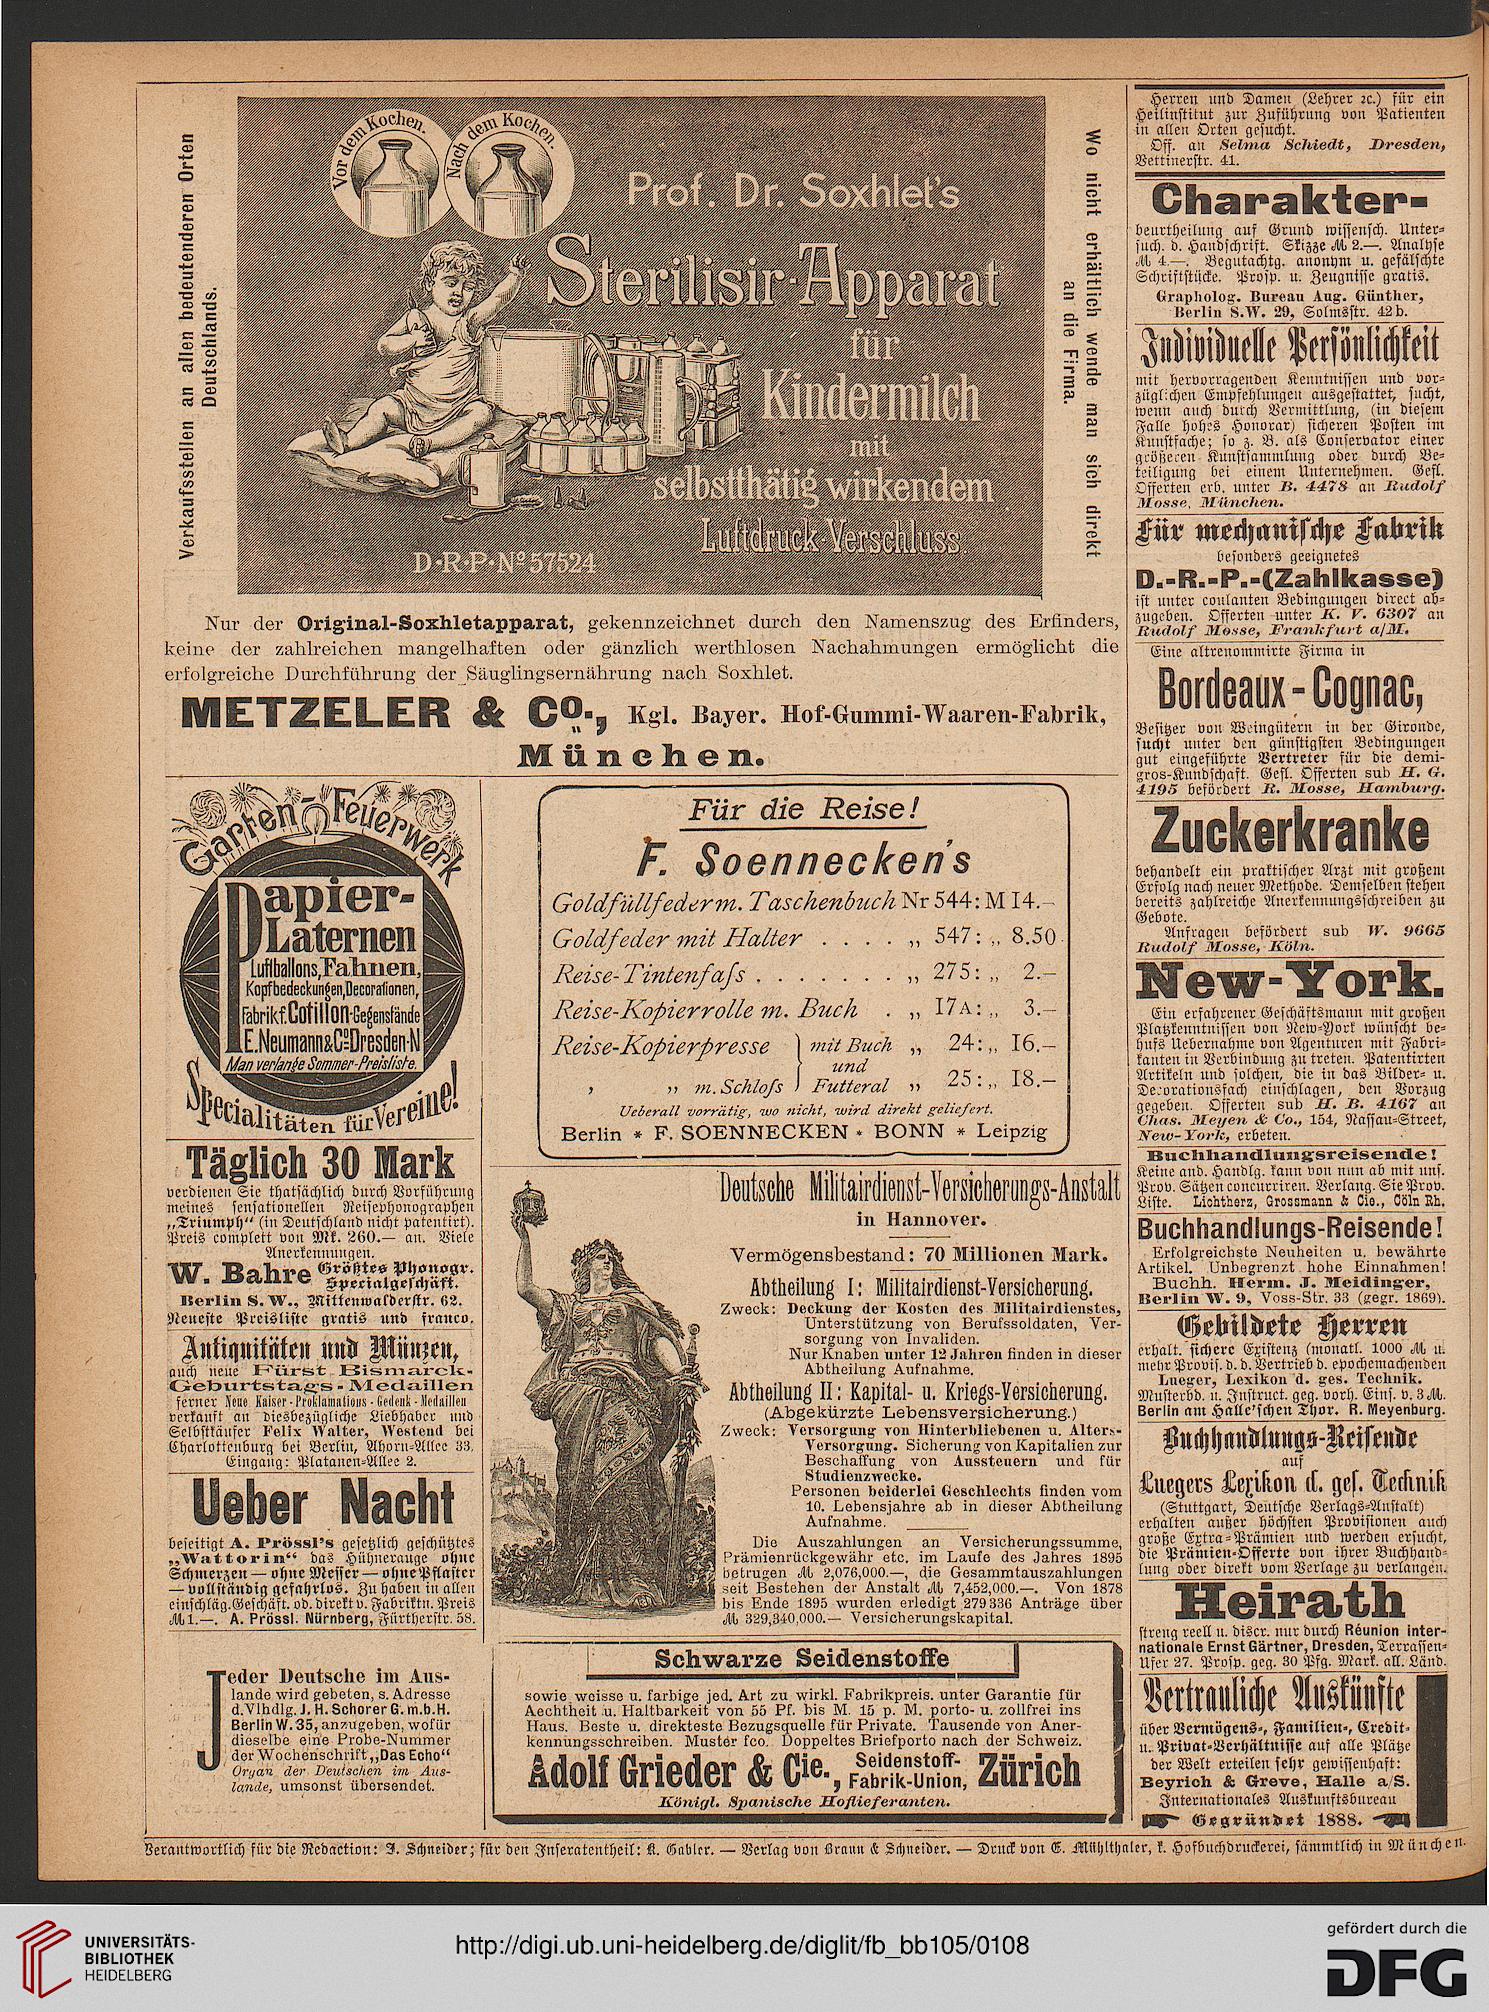 Verkaufsstellen an allen bedeutenderen Orten
Deutschlands.
Vor dem Kochen.
Nach dem Kochen.
Prof. Dr. Soxhlet's
Sterilisir-Apparat
für
Kindermilch
mit
selbstthätig wirkendem
Luftdruck-Verschluss
D·R·P·Nº 57524
Wo nicht erhältlich wende man sich direkt
an die Firma.
Nur der Original-Soxhletapparat, gekennzeichnet durch den Namenszug des Erfinders,
keine der zahlreichen mangelhaften oder gänzlich werthlosen Nachahmungen ermöglicht die
erfolgreiche Durchführung der Säuglingsernährung nach Soxhlet.
METZELER & Co., Kgl. Bayer. Hof-Gummi-Waaren-Fabrik,
München.
Garten-Feuerwerk
Papier-
Laternen
Luftballons, Fahnen,
Kopfbedeckungen, Decorationen,
Fabrik f. Cotillon-Gegenstände
E. Neumann & Co Dresden-N
Man verlange Sommer-Preisliste.
Specialitäten für Vereine!
Täglich 30 Mark
verdienen Sie thatsächlich durch Vorführung
meines sensationellen Reisephonographen
„Triumph“ (in Deutschland nicht patentirt).
Preis complett von Mk. 260.— an. Viele
Anerkennungen.
W. Bahre Größtes Phonogr.
Specialgeschäft.
Berlin S. W., Mittenwalderstr. 62.
Neueste Preisliste gratis und franco.
Antiquitäten und Münzen,
auch neue Fürst Bismarck-
Geburtstags-Medaillen
ferner Neue Kaiser-Proklamations-Gedenk-Medaillen
verkauft an diesbezügliche Liebhaber und
Selbstkäufer Felix Walter, Westend bei
Charlottenburg bei Berlin, Ahorn-Allee 33,
Eingang: Platanen-Allee 2.
Ueber Nacht
beseitigt A. Prössl's gesetzlich geschütztes
„Wattorin“ das Hühnerauge ohne
Schmerzen — ohne Messer — ohne Pflaster
— vollständig gefahrlos. Zu haben in allen
einschläg. Geschäft. od. direkt v. Fabriktn. Preis
ℳ 1.—. A. Prössl. Nürnberg, Fürtherstr. 58.
Jeder Deutsche im Aus-
lande wird gebeten, s. Adresse
d. Vlhdlg. J. H. Schorer G. m. b. H.
Berlin W. 35, anzugeben, wofür
dieselbe eine Probe-Nummer
der Wochenschrift „Das Echo“
Organ der Deutschen im Aus-
lande, umsonst übersendet.
Für die Reise!
F. Soennecken's
Goldfüllfeder m. Taschenbuch Nr 544: M 14.—
Goldfeder mit Halter . . . . „ 547: „ 8.50
Reise-Tintenfaſs . . . . . . . „ 275: „ 2.—
Reise-Kopierrolle m. Buch . „ 17A: „ 3.—
Reise-Kopierpresse } mit Buch „ 24: „ 16.—
und
„ „ m. Schloſs } Futteral „ 25: „ 18.—
Ueberall vorrätig, wo nicht, wird direkt geliefert.
Berlin * F. SOENNECKEN * BONN * Leipzig
Deutsche Militairdienst-Versicherungs-Anstalt
in Hannover.
Vermögensbestand: 70 Millionen Mark.
Abtheilung I: Militairdienst-Versicherung.
Zweck: Deckung der Kosten des Militairdienstes,
Unterstützung von Berufssoldaten, Ver-
sorgung von Invaliden.
Nur Knaben unter 12 Jahren finden in dieser
Abtheilung Aufnahme.
Abtheilung II: Kapital- u. Kriegs-Versicherung.
(Abgekürzte Lebensversicherung.)
Zweck: Versorgung von Hinterbliebenen u. Alters-
Versorgung. Sicherung von Kapitalien zur
Beschaffung von Aussteuern und für
Studienzwecke.
Personen beiderlei Geschlechts finden vom
10. Lebensjahre ab in dieser Abtheilung
Aufnahme.
Die Auszahlungen an Versicherungssumme,
Prämienrückgewähr etc. im Laufe des Jahres 1895
betrugen ℳ 2,076,000.—, die Gesammtauszahlungen
seit Bestehen der Anstalt ℳ 7,452,000.—. Von 1878
bis Ende 1895 wurden erledigt 279336 Anträge über
ℳ 329,340,000.— Versicherungskapital.
Schwarze Seidenstoffe
sowie weisse u. farbige jed. Art zu wirkl. Fabrikpreis. unter Garantie für
Aechtheit u. Haltbarkeit von 55 Pf. bis M. 15 p. M. porto- u. zollfrei ins
Haus. Beste u. direkteste Bezugsquelle für Private. Tausende von Aner-
kennungsschreiben. Muster fco. Doppeltes Briefporto nach der Schweiz.
Adolf Grieder & Cie., Seidenstoff-
Fabrik-Union, Zürich
Königl. Spanische Hoflieferanten.
Herren und Damen (Lehrer ꝛc.) für ein
Heilinstitut zur Zuführung von Patienten
in allen Orten gesucht.
Off. an Selma Schiedt, Dresden,
Wettinerstr. 41.
Charakter-
beurtheilung auf Grund wissensch. Unter-
such. d. Handschrift. Skizze ℳ 2.—. Analyse
ℳ 4.—. Begutachtg. anonym u. gefälschte
Schriftstücke. Prosp. u. Zeugnisse gratis.
Grapholog. Bureau Aug. Günther,
Berlin S.W. 29, Solmsstr. 42 b.
Individuelle Persönlichkeit
mit hervorragenden Kenntnissen und vor-
züglichen Empfehlungen ausgestattet, sucht,
wenn auch durch Vermittlung, (in diesem
Falle hohes Honorar) sicheren Posten im
Kunstfache; so z. B. als Conservator einer
größeren Kunstsammlung oder durch Be-
teiligung bei einem Unternehmen. Gefl.
Offerten erb. unter B. 4478 an Rudolf
Mosse, München.
Für mechanische Fabrik
besonders geeignetes
D.-R.-P.-(Zahlkasse)
ist unter coulanten Bedingungen direct ab-
zugeben. Offerten unter K. V. 6307 an
Rudolf Mosse, Frankfurt a/M.
Eine altrenommirte Firma in
Bordeaux-Cognac,
Besitzer von Weingütern in der Gironde,
sucht unter den günstigsten Bedingungen
gut eingeführte Vertreter für die demi-
gros-Kundschaft. Gefl. Offerten sub H. G.
4195 befördert R. Mosse, Hamburg.
Zuckerkranke
behandelt ein praktischer Arzt mit großem
Erfolg nach neuer Methode. Demselben stehen
bereits zahlreiche Anerkennungsschreiben zu
Gebote.
Anfragen befördert sub W. 9665
Rudolf Mosse, Köln.
New-York.
Ein erfahrener Geschäftsmann mit großen
Platzkenntnissen von New-York wünscht be-
hufs Uebernahme von Agenturen mit Fabri-
kanten in Verbindung zu treten. Patentirten
Artikeln und solchen, die in das Bilder- u.
Decorationsfach einschlagen, den Vorzug
gegeben. Offerten sub H. B. 4167 an
Chas. Meyen & Co., 154, Nassau-Street,
New-York, erbeten.
Buchhandlungsreisende!
Keine and. Handlg. kann von nun ab mit uns.
Prov. Sätzen concurriren. Verlang. Sie Prov.
Liste. Lichtherz, Grossmann & Cie., Cöln Rh.
Buchhandlungs-Reisende!
Erfolgreichste Neuheiten u. bewährte
Artikel. Unbegrenzt hohe Einnahmen!
Buchh. Herm. J. Meidinger,
Berlin W. 9, Voss-Str. 33 (gegr. 1869).
Gebildete Herren
erhalt. sichere Existenz (monatl. 1000 ℳ u.
mehr Provis. d. d. Vertrieb d. epochemachenden
Lueger, Lexikon d. ges. Technik.
Musterbd. u. Instruct. geg. vorh. Eins. v. 3 ℳ.
Berlin am Halle'schen Thor. R. Meyenburg.
Buchhandlungs-Reisende
auf
Luegers Lexikon d. ges. Technik
(Stuttgart, Deutsche Verlags-Anstalt)
erhalten außer höchsten Provisionen auch
große Extra-Prämien und werden ersucht,
die Prämien-Offerte von ihrer Buchhand-
lung oder direkt vom Verlage zu verlangen.
Heirath
streng reell u. discr. nur durch Réunion inter-
nationale Ernst Gärtner, Dresden, Terrassen-
Ufer 27. Prosp. geg. 30 Pfg. Mark. all. Länd.
Vertrauliche Auskünfte
über Vermögens-, Familien-, Credit-
u. Privat-Verhältnisse auf alle Plätze
der Welt erteilen sehr gewissenhaft:
Beyrich & Greve, Halle a/S.
Internationales Auskunftsbureau
Gegründet 1888.
Verantwortlich für die Redaction: J. Schneider; für den Inseratentheil: K. Gabler. — Verlag von Braun & Schneider. — Druck von E. Mühlthaler, k. Hofbuchdruckerei, sämmtlich in München.
UNIVERSITÄTS-
BIBLIOTHEK
HEIDELBERG
http://digi.ub.uni-heidelberg.de/diglit/fb_bb105/0108
gefördert durch die
DFG